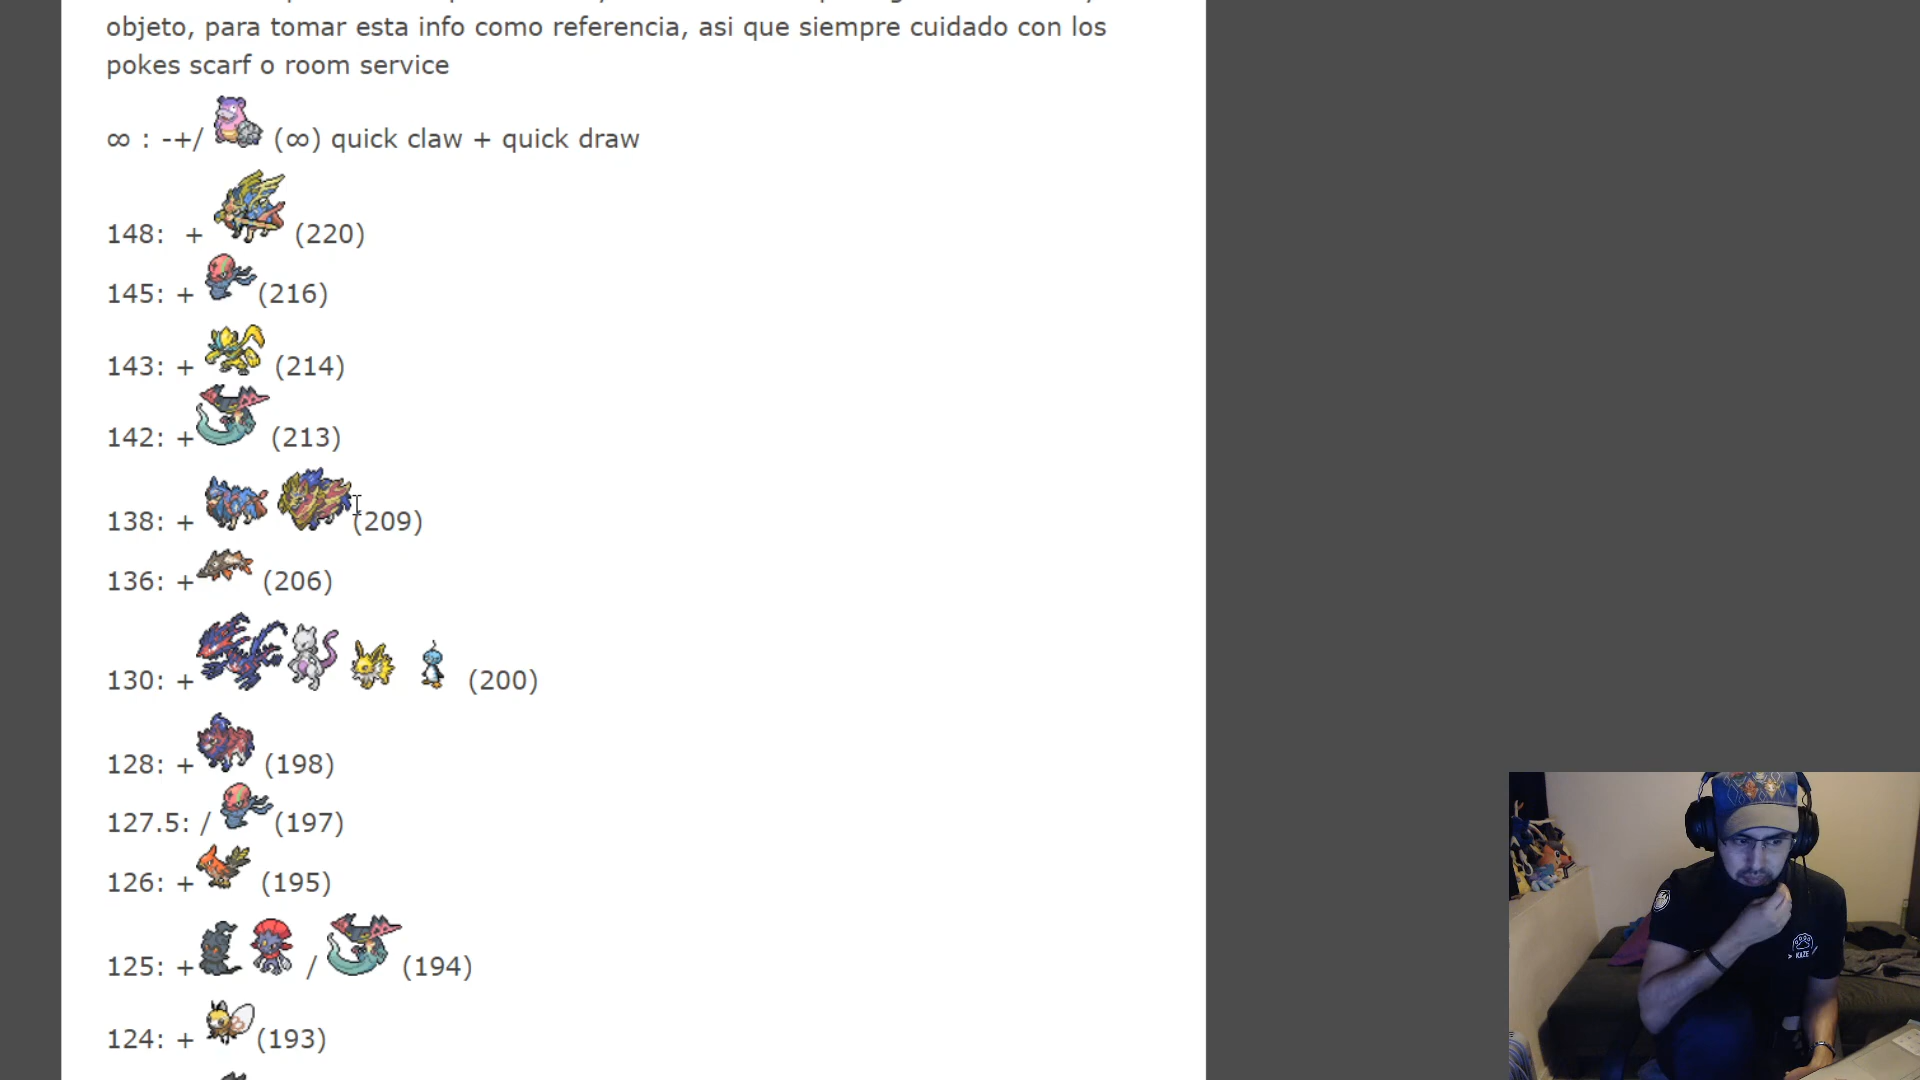 objeto, para tomar esta info como referencia, asi que siempre cuidado con los
pokes scarf o room service
∞ : -+/ (∞) quick claw + quick draw
148: + (220)
145: + (216)
143: + (214)
142: + (213)
138: + (209)
136: + (206)
130: + (200)
128: + (198)
127.5: / (197)
126: + (195)
125: + / (194)
124: + (193)
> KAZE